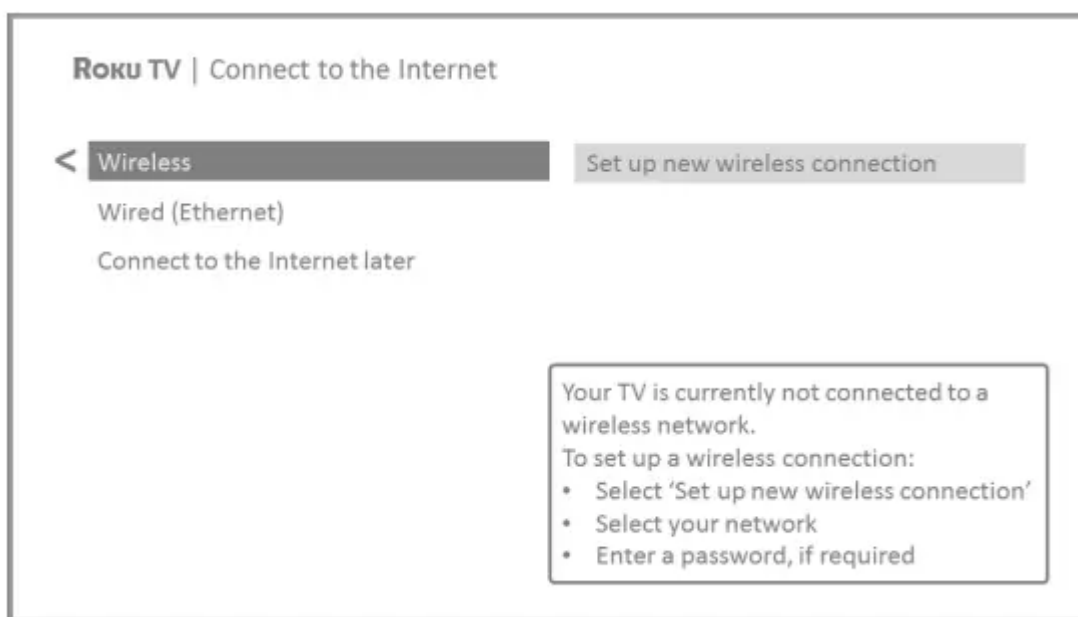 ROKU TV | Connect to the Internet
< Wireless
Set up new wireless connection
Wired (Ethernet)
Connect to the Internet later
Your TV is currently not connected to a
wireless network.
To set up a wireless connection:
• Select ‘Set up new wireless connection’
• Select your network
• Enter a password, if required